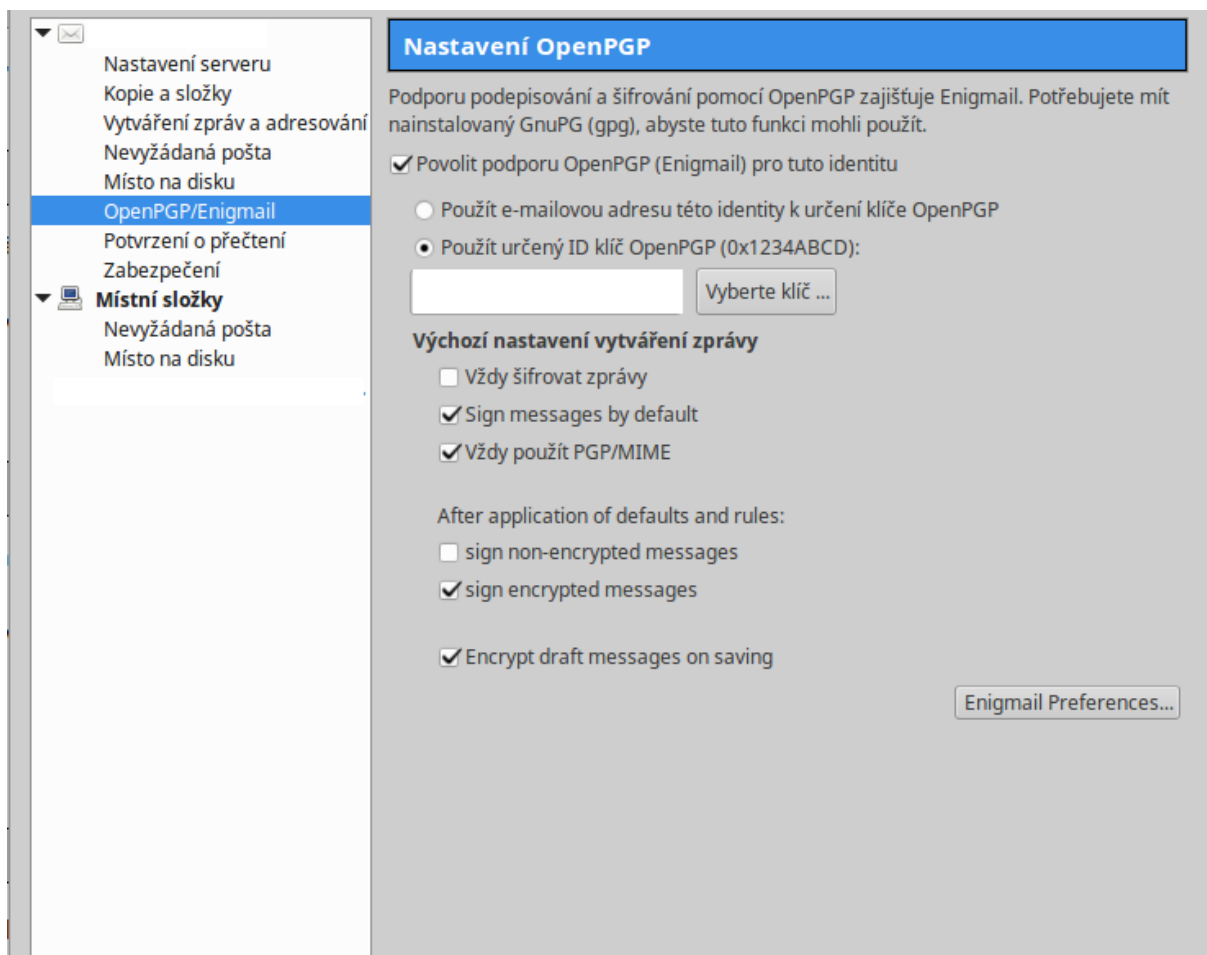 Nastavení serveru
Kopie a složky
Vytváření zpráv a adresování
Nevyžádaná pošta
Místo na disku
OpenPGP/Enigmail
Potvrzení o přečtení
Zabezpečení
Místní složky
Nevyžádaná pošta
Místo na disku
Nastavení OpenPGP
Podporu podepisování a šifrování pomocí OpenPGP zajišťuje Enigmail. Potřebujete mít
nainstalovaný GnuPG (gpg), abyste tuto funkci mohli použít.
Povolit podporu OpenPGP (Enigmail) pro tuto identitu
Použít e-mailovou adresu této identity k určení klíče OpenPGP
Použít určený ID klíč OpenPGP (0x1234ABCD):
Vyberte klíč ...
Výchozí nastavení vytváření zprávy
Vždy šifrovat zprávy
Sign messages by default
Vždy použít PGP/MIME
After application of defaults and rules:
sign non-encrypted messages
sign encrypted messages
Encrypt draft messages on saving
Enigmail Preferences...